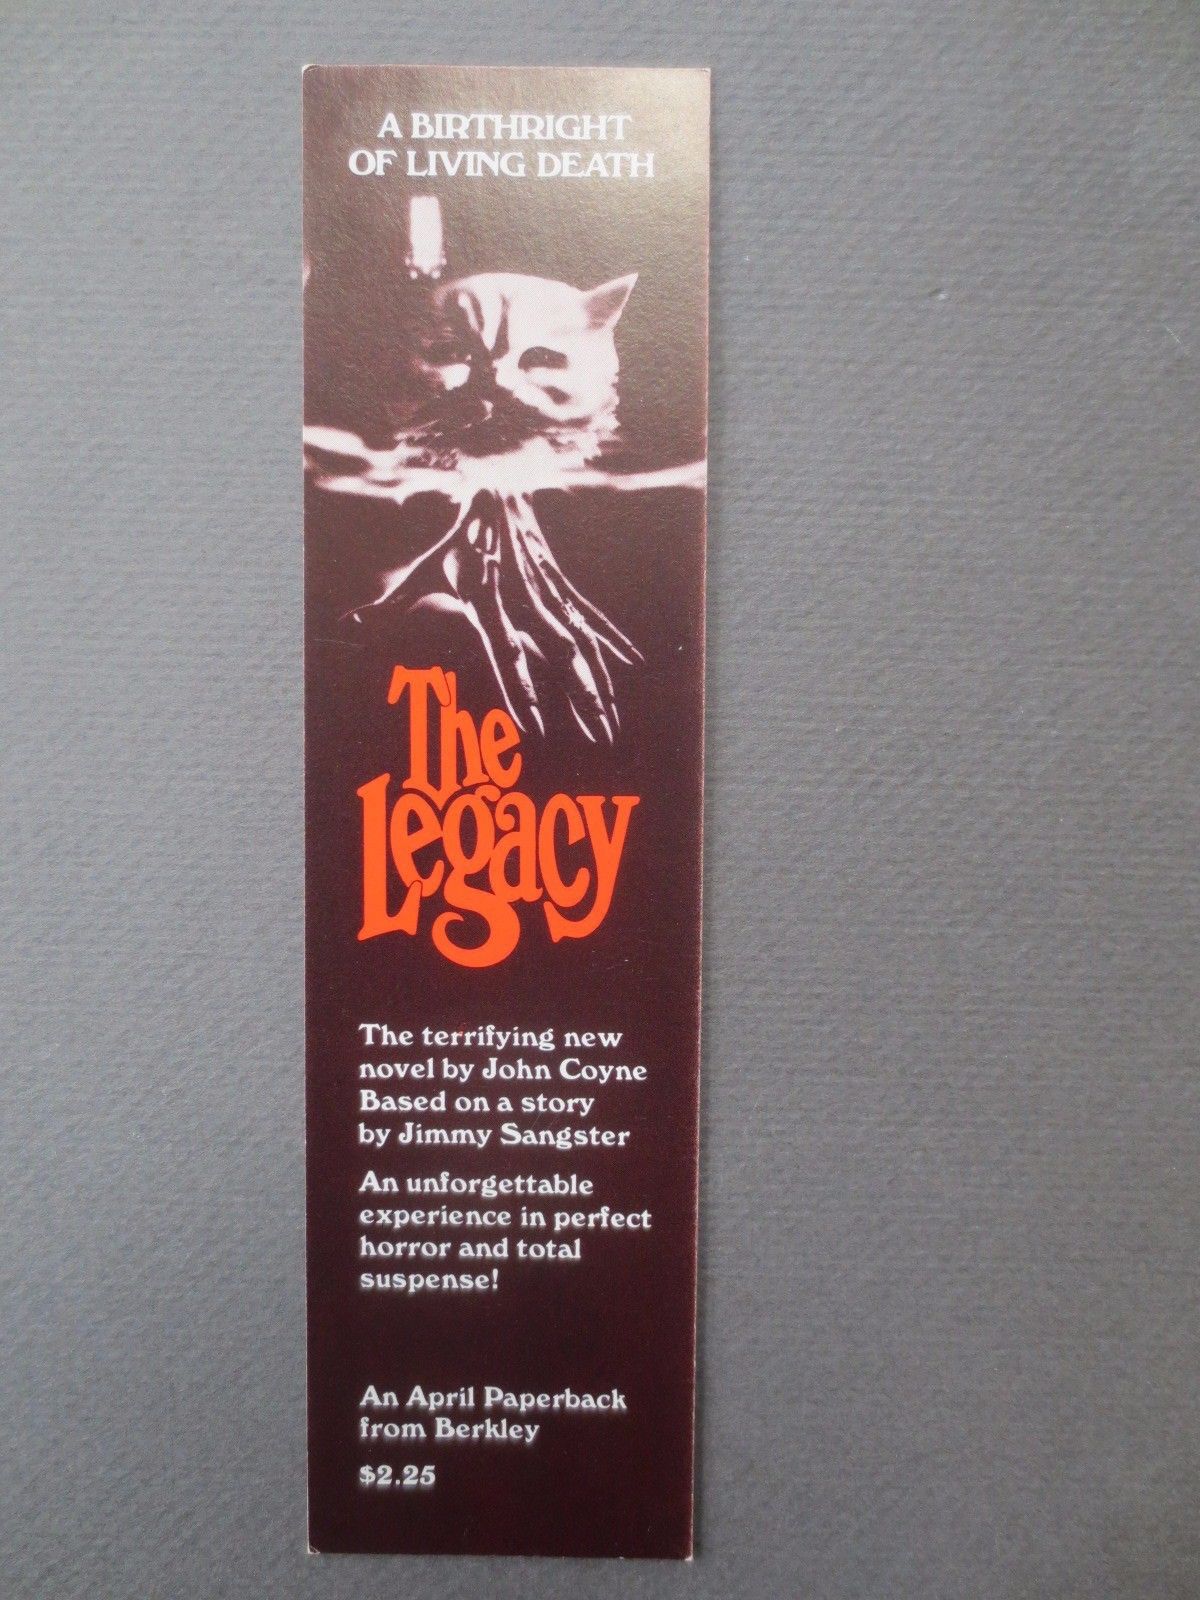 A BIRTHRIGHT
OF LIVING DEATH
The
Legacy
The terrifying new
novel by John Coyne
Based on a story
by Jimmy Sangster
An unforgettable
experience in perfect
horror and total
suspense!
An April Paperback
from Berkley
$2.25